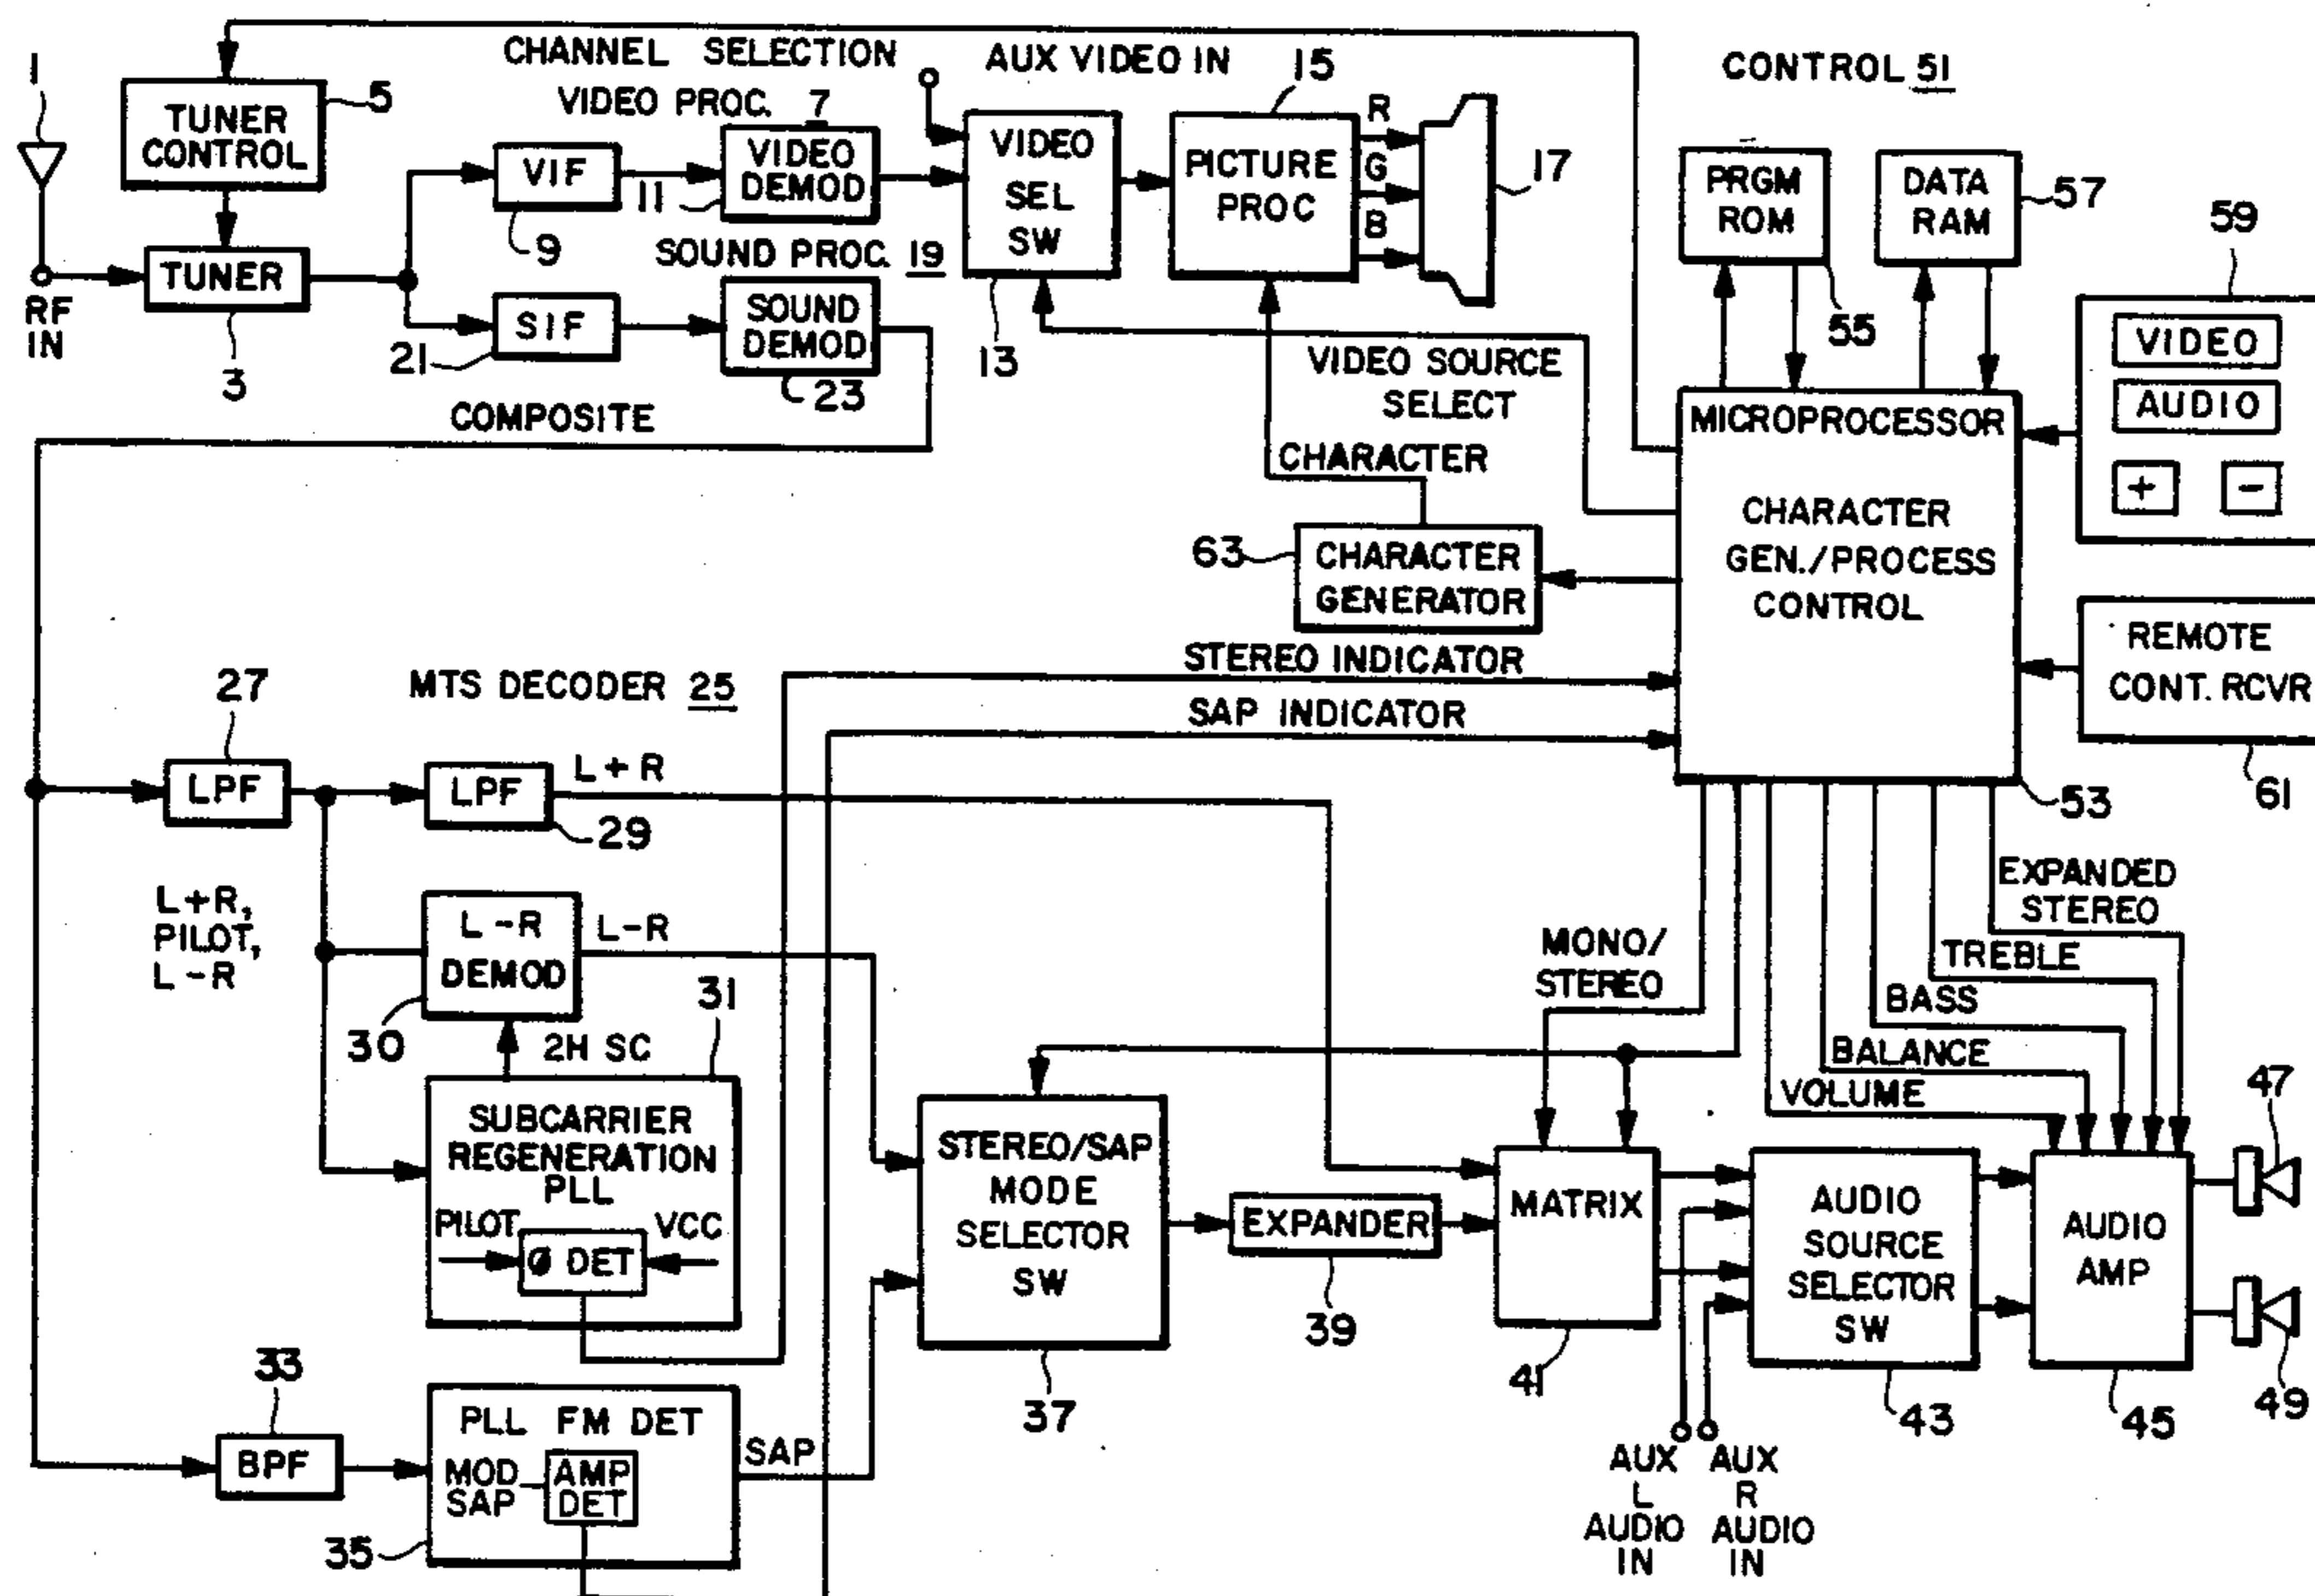 CHANNEL SELECTION
AUX VIDEO IN
15
CONTROL 51
1
5
TUNER
CONTROL
VIDEO PROC. 7
VIDEO
DEMOD
VIF
11
9
VIDEO
SEL
SW
PICTURE
PROC
R
G
B
17
PRGM
ROM
DATA
RAM
57
59
TUNER
RF
IN
3
SOUND PROC. 19
SIF
21
SOUND
DEMOD
23
13
VIDEO SOURCE
SELECT
55
VIDEO
AUDIO
+
-
COMPOSITE
CHARACTER
MICROPROCESSOR
CHARACTER
GEN./PROCESS
CONTROL
63
CHARACTER
GENERATOR
STEREO INDICATOR
SAP INDICATOR
REMOTE
CONT. RCVR
61
53
27
MTS DECODER 25
LPF
LPF
L+R
29
L+R,
PILOT,
L-R
L-R
DEMOD
L-R
30
2H SC
31
SUBCARRIER
REGENERATION
PLL
PILOT
VCC
Ø DET
EXPANDED
STEREO
MONO/
STEREO
TREBLE
BASS
BALANCE
VOLUME
47
STEREO/SAP
MODE
SELECTOR
SW
EXPANDER
39
MATRIX
41
AUDIO
SOURCE
SELECTOR
SW
AUDIO
AMP
37
43
45
49
33
BPF
PLL FM DET
MOD
SAP
AMP
DET
SAP
35
AUX
L
AUDIO
IN
AUX
R
AUDIO
IN